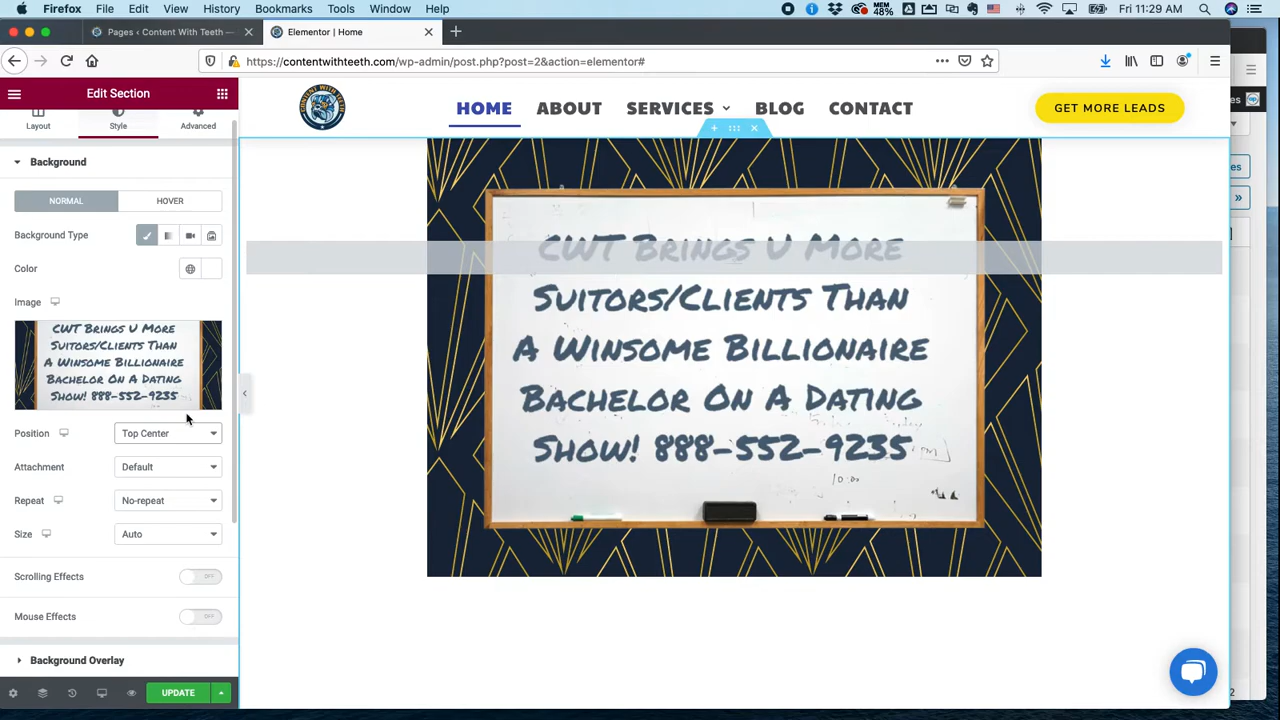 Firefox File Edit View History Bookmarks Tools Window Help
MEM 48% Fri 11:29 AM
Pages ‹ Content With Teeth —
Elementor | Home
https://contentwithteeth.com/wp-admin/post.php?post=2&action=elementor#
Edit Section
HOME ABOUT SERVICES BLOG CONTACT GET MORE LEADS
Layout Style Advanced
Background
NORMAL HOVER
Background Type
Color
Image
CWT Brings U More
Suitors/Clients Than
A Winsome Billionaire
Bachelor On A Dating
Show! 888-552-9235
Position Top Center
Attachment Default
Repeat No-repeat
Size Auto
Scrolling Effects OFF
Mouse Effects OFF
Background Overlay
UPDATE
CWT Brings U More
Suitors/Clients Than
A Winsome Billionaire
Bachelor On A Dating
Show! 888-552-9235